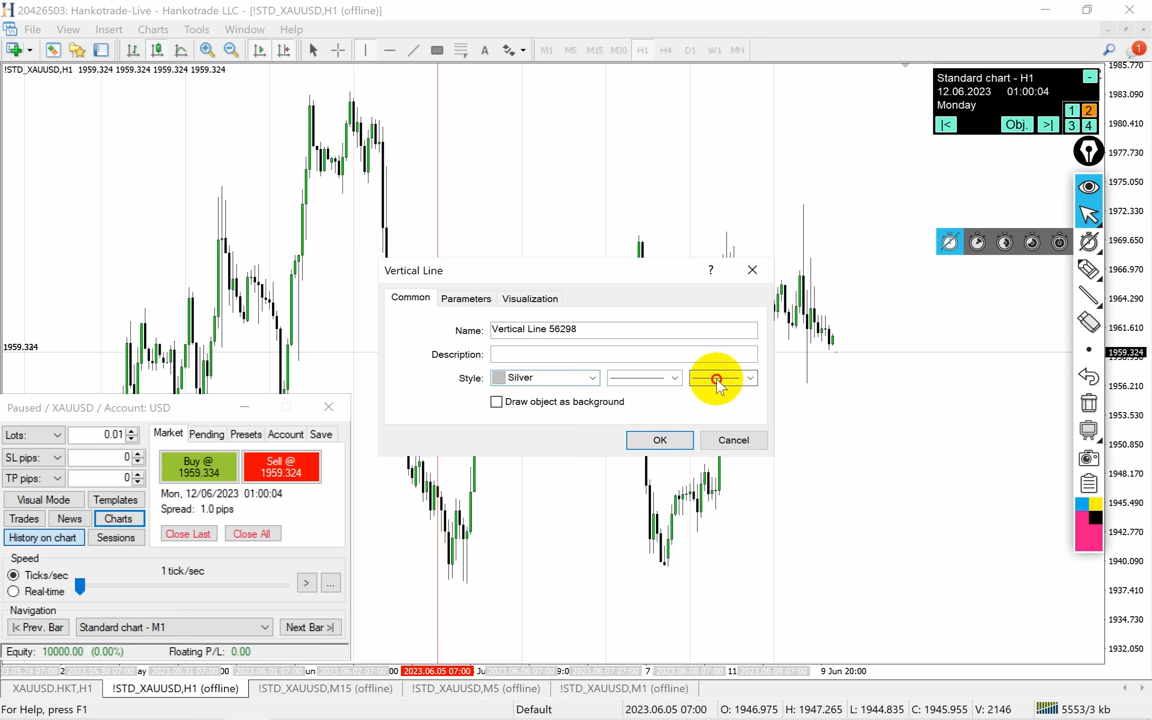 20426503: Hankotrade-Live - Hankotrade LLC - [!STD_XAUUSD,H1 (offline)]
File View Insert Charts Tools Window Help
M1 M5 M15 M30 H1 H4 D1 W1 MN
1
!STD_XAUUSD,H1 1959.324 1959.324 1959.324 1959.324
Standard chart - H1
-
12.06.2023 01:00:04
Monday
|< Obj. >|
1 2
3 4
1985.770
1983.090
1980.410
1977.730
1975.050
1972.330
1969.650
1966.970
1964.290
1961.610
1959.324
1956.210
1953.530
1950.850
1948.170
1945.490
1942.770
1940.090
1937.410
1934.730
1932.050
1959.324
Vertical Line
?
Common Parameters Visualization
Name: Vertical Line 56298
Description:
Style: Silver
Draw object as background
OK Cancel
Paused / XAUUSD / Account: USD
Lots: 0.01
SL pips: 0
TP pips: 0
Visual Mode Templates
Trades News Charts
History on chart Sessions
Market Pending Presets Account Save
Buy @
1959.334
Sell @
1959.324
Mon, 12/06/2023 01:00:04
Spread: 1.0 pips
Close Last Close All
Speed
Ticks/sec
Real-time
1 tick/sec
> ...
Navigation
|< Prev. Bar Standard chart - M1 Next Bar >|
Equity: 10000.00 (0.00%) Floating P/L: 0.00
2023.06.05 07:00
9 Jun 20:00
XAUUSD.HKT,H1 !STD_XAUUSD,H1 (offline) !STD_XAUUSD,M15 (offline) !STD_XAUUSD,M5 (offline) !STD_XAUUSD,M1 (offline)
For Help, press F1 Default 2023.06.05 07:00 O: 1946.975 H: 1947.265 L: 1944.835 C: 1945.955 V: 2146 5553/3 kb